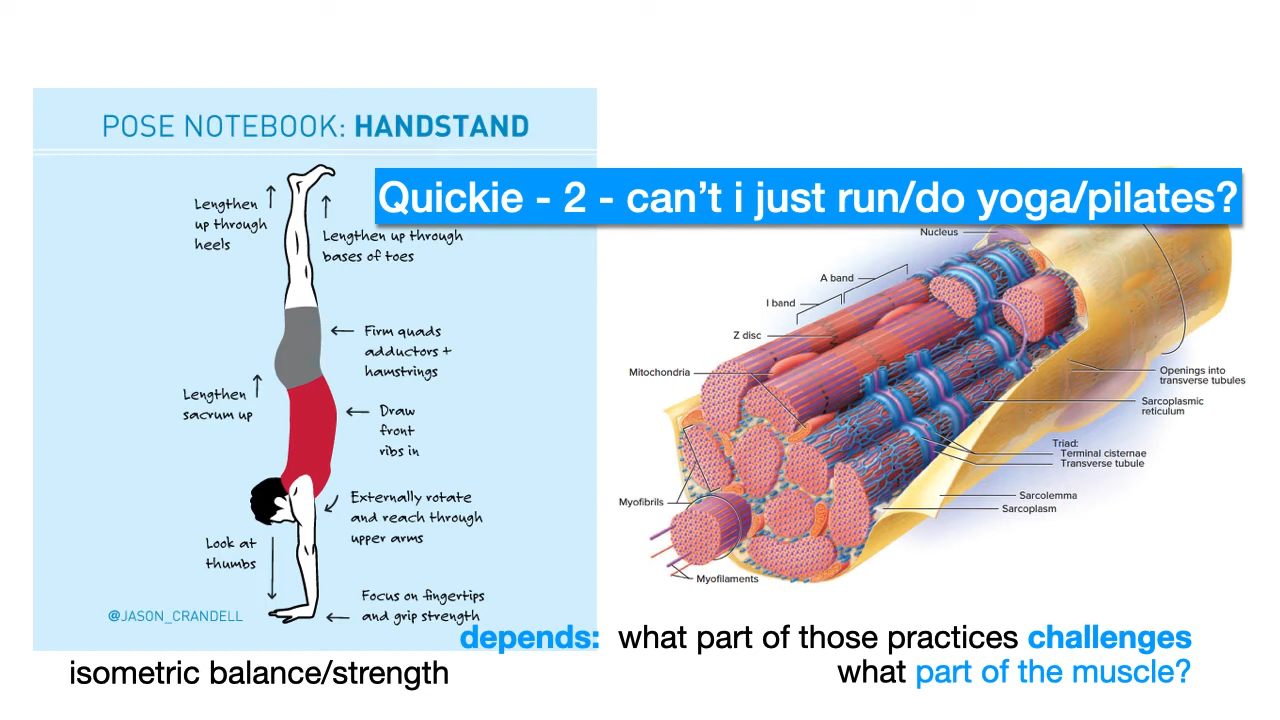 POSE NOTEBOOK: HANDSTAND
Quickie - 2 - can't i just run/do yoga/pilates?
Lengthen
up through
heels
Lengthen up through
bases of toes
Firm quads
adductors +
hamstrings
Lengthen
sacrum up
Draw
front
ribs in
Externally rotate
and reach through
upper arms
Look at
thumbs
Focus on fingertips
and grip strength
@JASON_CRANDELL
Nucleus
A band
I band
Z disc
Mitochondria
Openings into
transverse tubules
Sarcoplasmic
reticulum
Triad:
Terminal cisternae
Transverse tubule
Sarcolemma
Sarcoplasm
Myofibrils
Myofilaments
depends: what part of those practices challenges
what part of the muscle?
isometric balance/strength